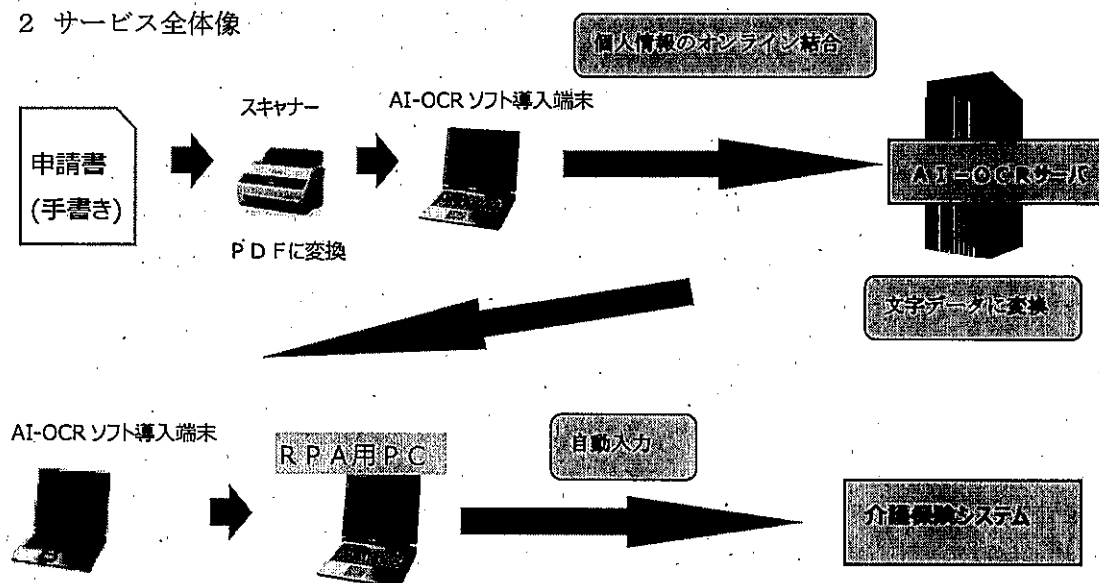 2 サービス全体像
個人情報のオンライン結合
スキャナー
AI-OCR ソフト導入端末
申請書
(手書き)
AI-OCRサーバ
PDFに変換
文字データに変換
AI-OCR ソフト導入端末
RPA用PC
自動入力
介護保険システム